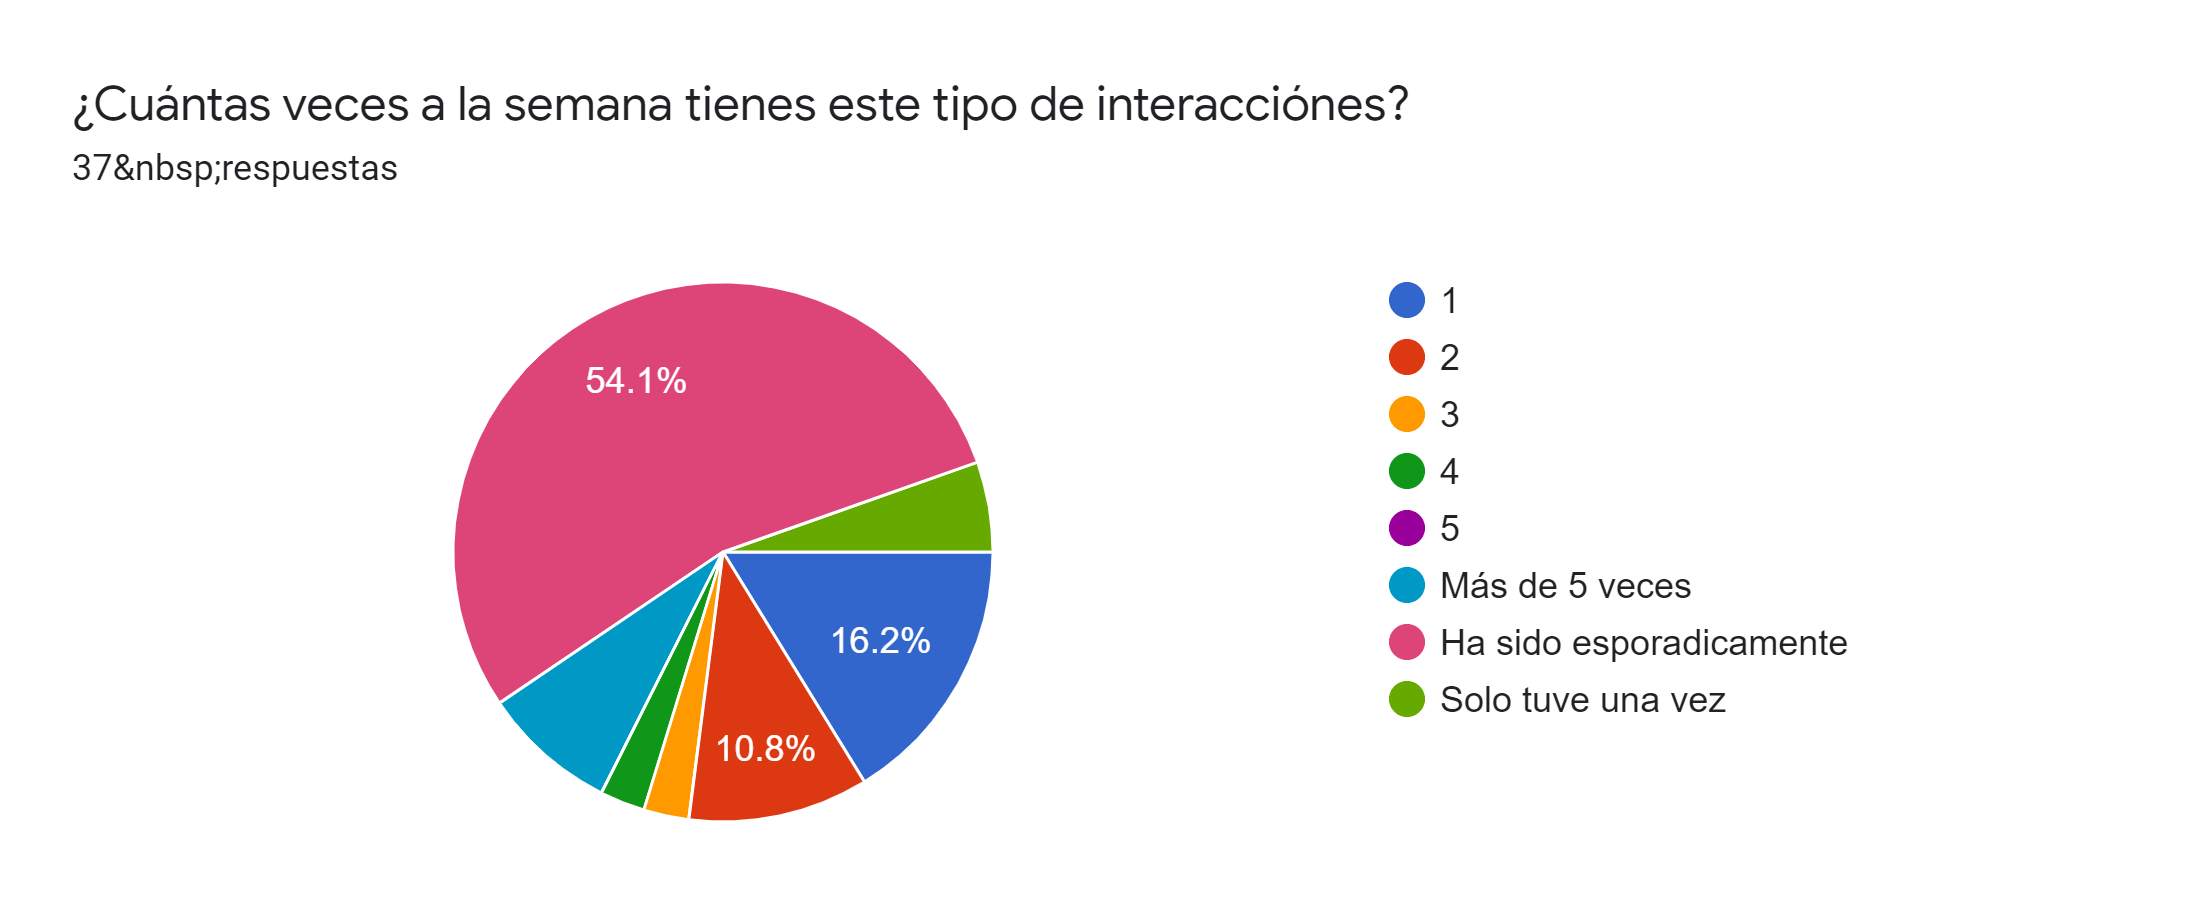 ¿Cuántas veces a la semana tienes este tipo de interacciónes?
37&nbsp;respuestas
54.1%
16.2%
10.8%
1
2
3
4
5
Más de 5 veces
Ha sido esporadicamente
Solo tuve una vez